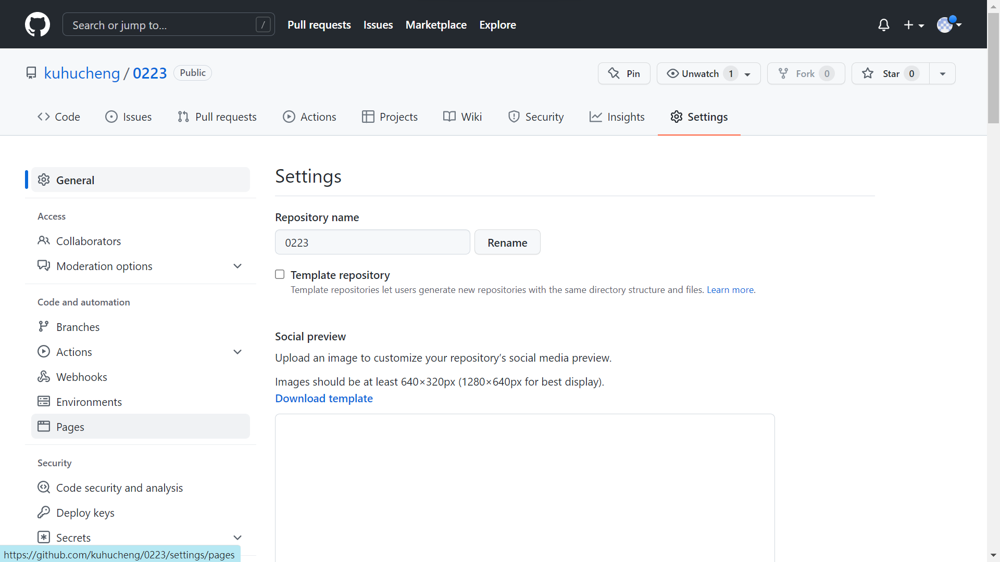 Search or jump to...
/
Pull requests Issues Marketplace Explore
kuhucheng / 0223 Public
Pin
Unwatch 1
Fork 0
Star 0
Code
Issues
Pull requests
Actions
Projects
Wiki
Security
Insights
Settings
General
Access
Collaborators
Moderation options
Code and automation
Branches
Actions
Webhooks
Environments
Pages
Security
Code security and analysis
Deploy keys
Secrets
https://github.com/kuhucheng/0223/settings/pages
Settings
Repository name
0223
Rename
Template repository
Template repositories let users generate new repositories with the same directory structure and files. Learn more.
Social preview
Upload an image to customize your repository’s social media preview.
Images should be at least 640×320px (1280×640px for best display).
Download template